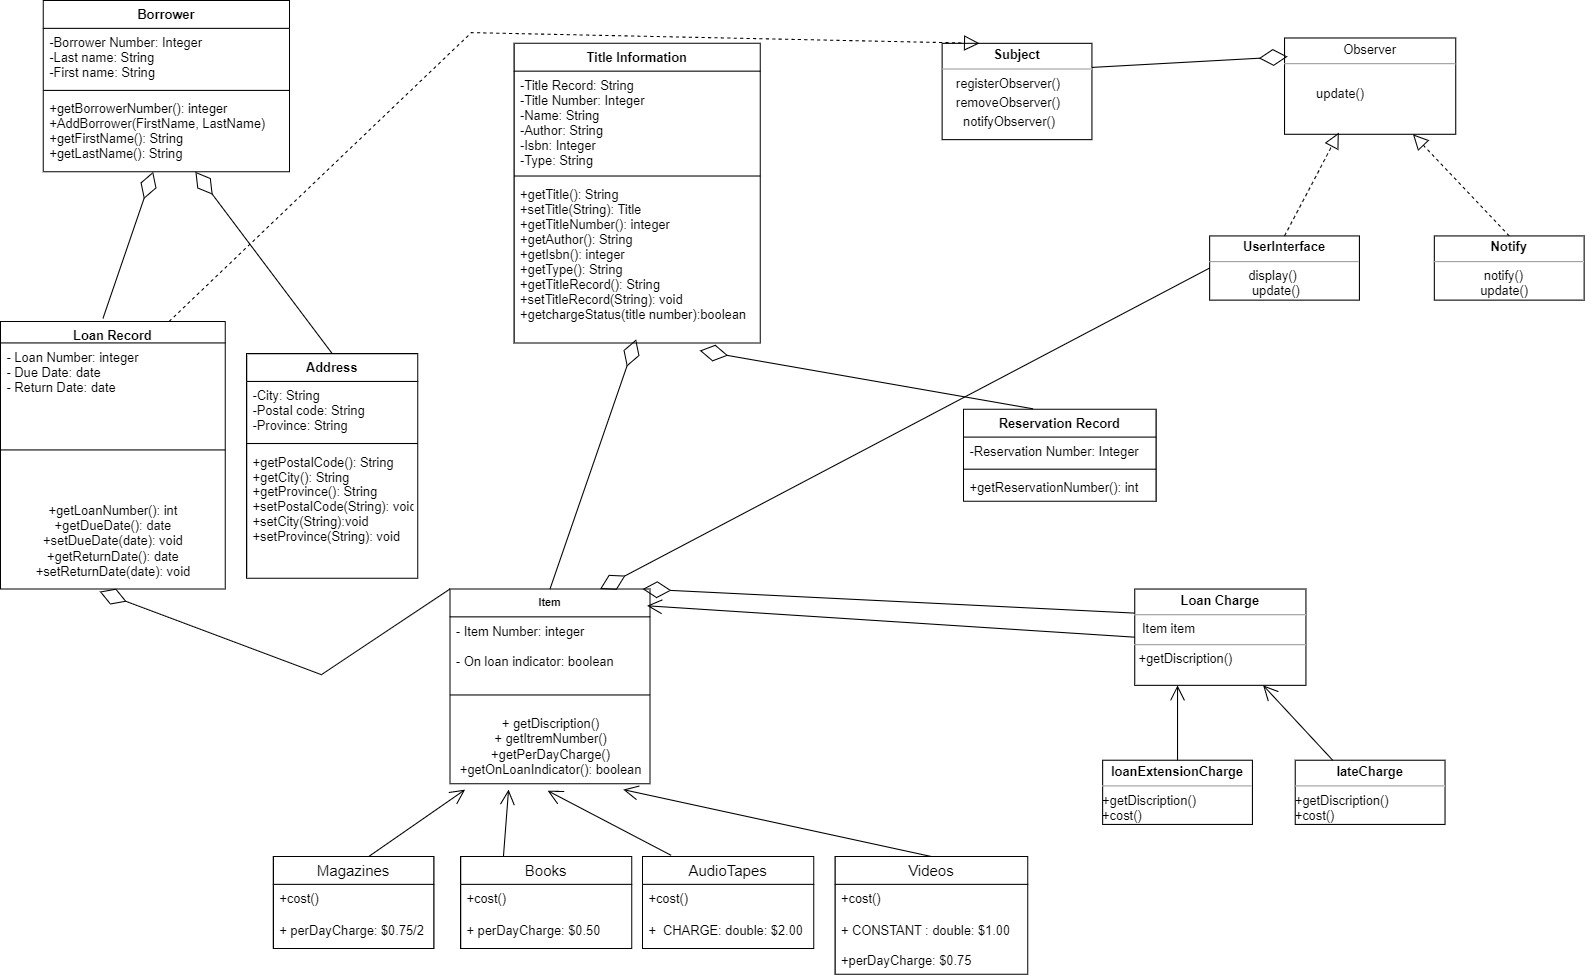 Borrower
-Borrower Number: Integer
-Last name: String
-First name: String
+getBorrowerNumber(): integer
+AddBorrower(FirstName, LastName)
+getFirstName(): String
+getLastName(): String
Title Information
-Title Record: String
-Title Number: Integer
-Name: String
-Author: String
-Isbn: Integer
-Type: String
+getTitle(): String
+setTitle(String): Title
+getTitleNumber(): integer
+getAuthor(): String
+getIsbn(): integer
+getType(): String
+getTitleRecord(): String
+setTitleRecord(String): void
+getchargeStatus(title number):boolean
Subject
registerObserver()
removeObserver()
notifyObserver()
Observer
update()
UserInterface
display()
update()
Notify
notify()
update()
Loan Record
- Loan Number: integer
- Due Date: date
- Return Date: date
+getLoanNumber(): int
+getDueDate(): date
+setDueDate(date): void
+getReturnDate(): date
+setReturnDate(date): void
Address
-City: String
-Postal code: String
-Province: String
+getPostalCode(): String
+getCity(): String
+getProvince(): String
+setPostalCode(String): voic
+setCity(String):void
+setProvince(String): void
Reservation Record
-Reservation Number: Integer
+getReservationNumber(): int
Item
- Item Number: integer
- On loan indicator: boolean
+ getDiscription()
+ getItremNumber()
+getPerDayCharge()
+getOnLoanIndicator(): boolean
Loan Charge
Item item
+getDiscription()
loanExtensionCharge
+getDiscription()
+cost()
lateCharge
+getDiscription()
+cost()
Magazines
+cost()
+ perDayCharge: $0.75/2
Books
+cost()
+ perDayCharge: $0.50
AudioTapes
+cost()
+ CHARGE: double: $2.00
Videos
+cost()
+ CONSTANT : double: $1.00
+perDayCharge: $0.75